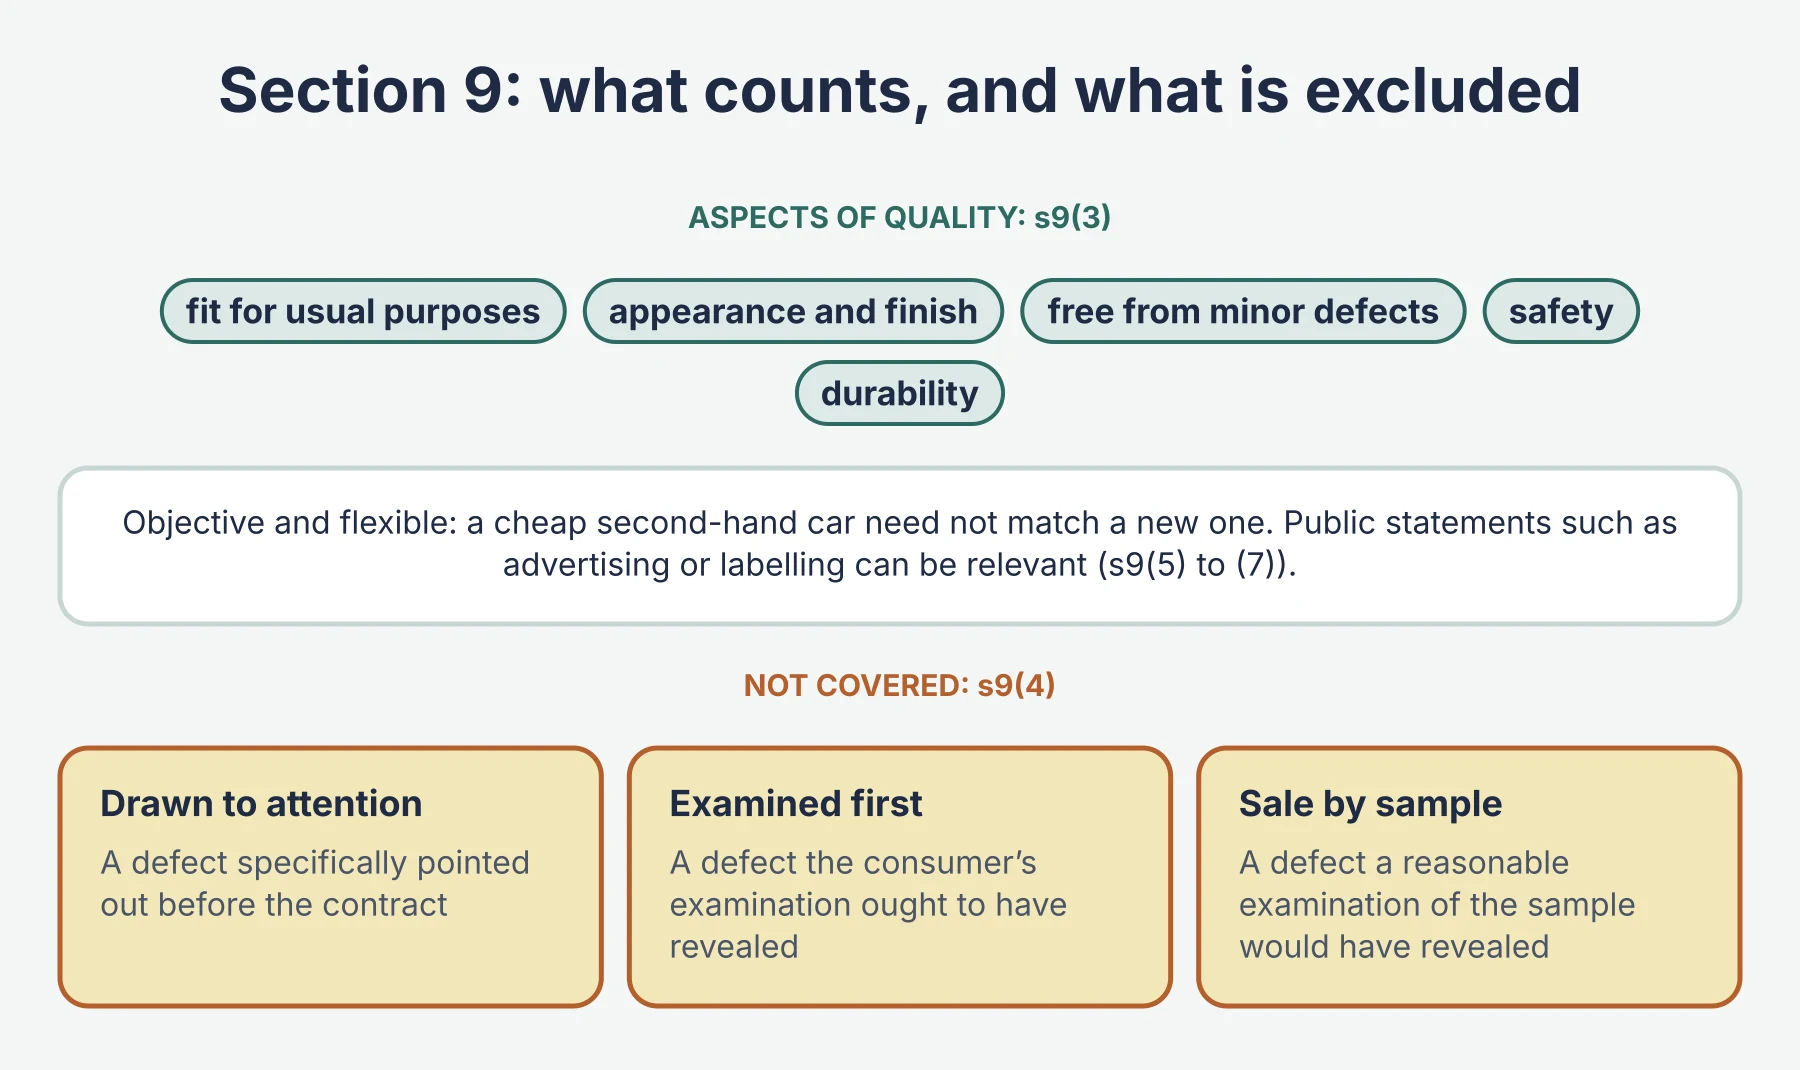 Section 9: what counts, and what is excluded
ASPECTS OF QUALITY: s9(3)
fit for usual purposes
appearance and finish
free from minor defects
safety
durability
Objective and flexible: a cheap second-hand car need not match a new one. Public statements such as
advertising or labelling can be relevant (s9(5) to (7)).
NOT COVERED: s9(4)
Drawn to attention
A defect specifically pointed
out before the contract
Examined first
A defect the consumer’s
examination ought to have
revealed
Sale by sample
A defect a reasonable
examination of the sample
would have revealed